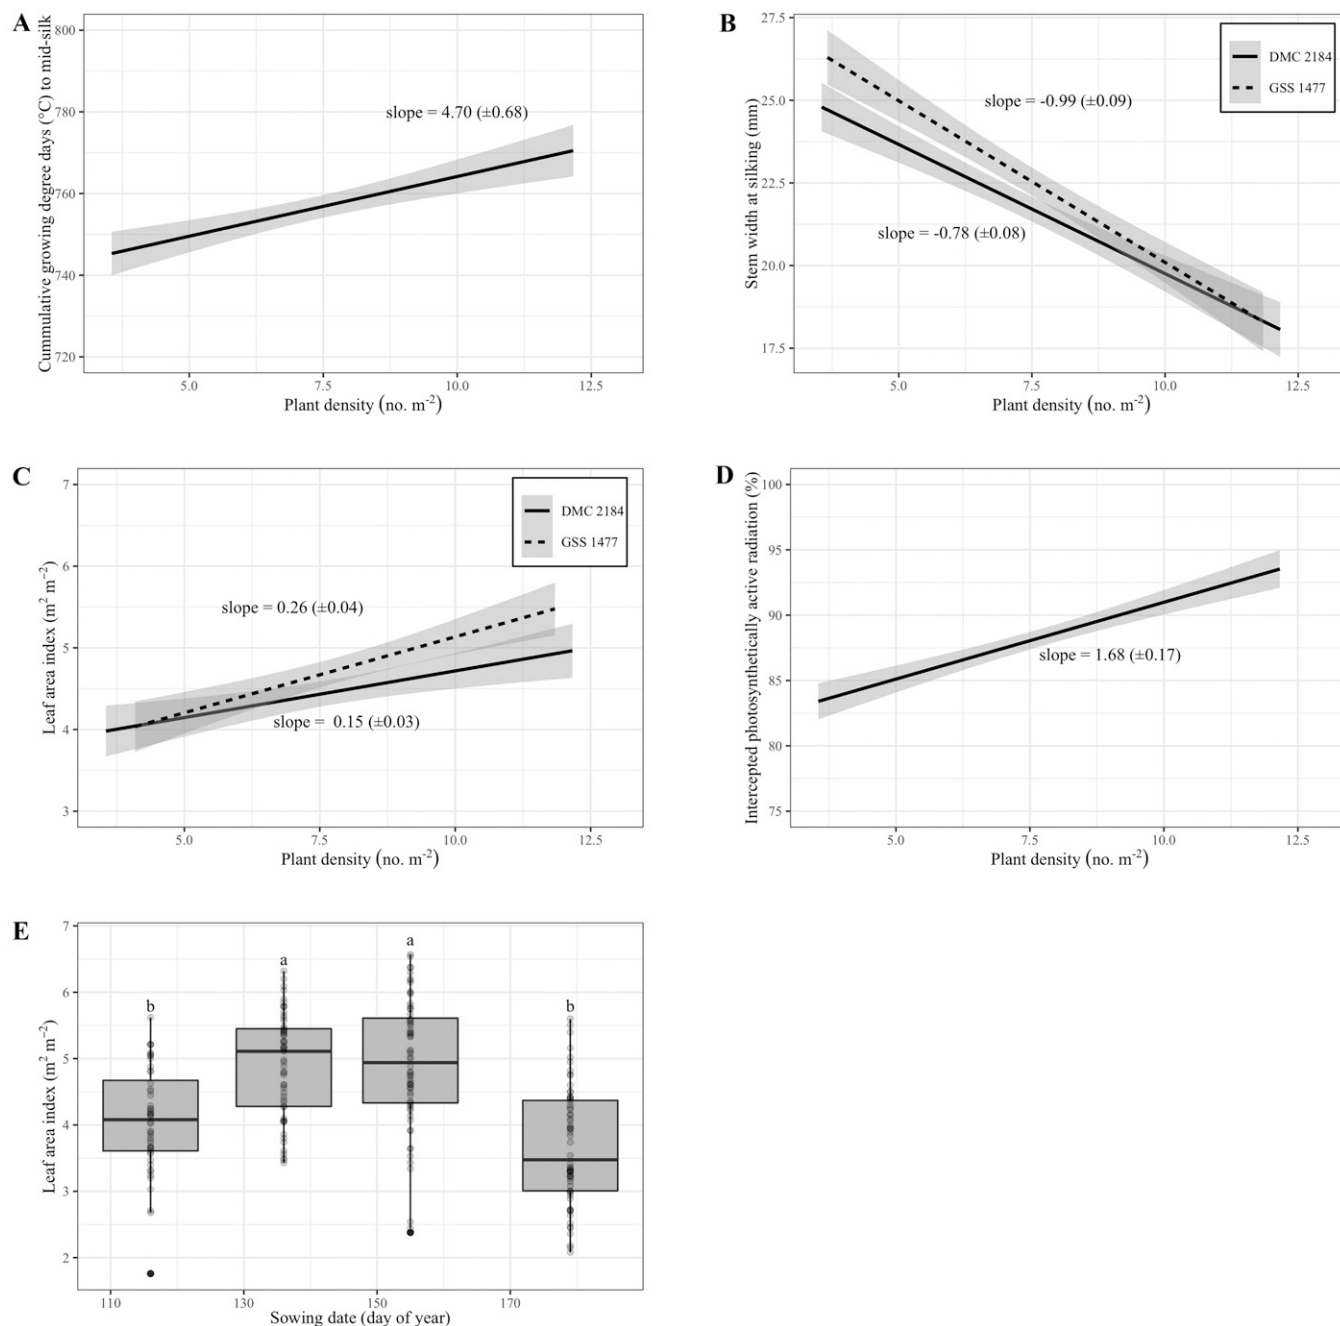 A
Cummulative growing degree days (°C) to mid-silk
800
780
760
740
720
slope = 4.70 (±0.68)
5.0 7.5 10.0 12.5
Plant density (no. m-2)
B
Stem width at silking (mm)
27.5
25.0
22.5
20.0
17.5
DMC 2184
GSS 1477
slope = -0.99 (±0.09)
slope = -0.78 (±0.08)
5.0 7.5 10.0 12.5
Plant density (no. m-2)
C
Leaf area index (m2 m−2)
7
6
5
4
3
DMC 2184
GSS 1477
slope = 0.26 (±0.04)
slope = 0.15 (±0.03)
5.0 7.5 10.0 12.5
Plant density (no. m-2)
D
Intercepted photosynthetically active radiation (%)
100
95
90
85
80
75
slope = 1.68 (±0.17)
5.0 7.5 10.0 12.5
Plant density (no. m-2)
E
Leaf area index (m2 m−2)
7
6
5
4
3
2
b
a
a
b
110 130 150 170
Sowing date (day of year)